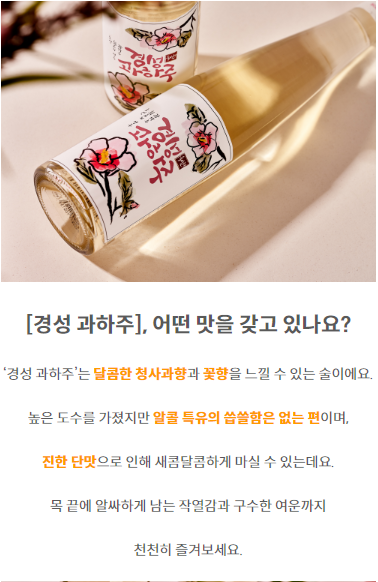 경성
과하주
경성
과하주
[경성 과하주], 어떤 맛을 갖고 있나요?
‘경성 과하주’는 달콤한 청사과향과 꽃향을 느낄 수 있는 술이에요.
높은 도수를 가졌지만 알콜 특유의 씁쓸함은 없는 편이며,
진한 단맛으로 인해 새콤달콤하게 마실 수 있는데요.
목 끝에 알싸하게 남는 작열감과 구수한 여운까지
천천히 즐겨보세요.